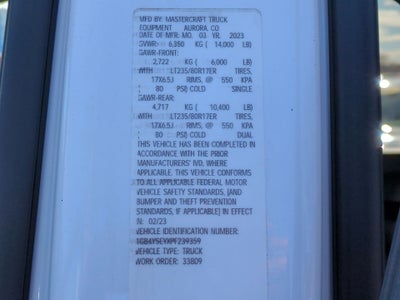 MFD BY: MASTERCRAFT TRUCK
EQUIPMENT AURORA, CO
DATE OF MFR: MO. 03 YR. 2023
GVWR: 6,350 KG ( 14,000 LB)
GAWR-FRONT:
2,722 KG ( 6,000 LB)
WITH LT235/80R17ER TIRES,
17X6.5J RIMS, @ 550 KPA
( 80 PSI) COLD SINGLE
GAWR-REAR:
4,717 KG ( 10,400 LB)
WITH LT235/80R17ER TIRES,
17X6.5J RIMS, @ 550 KPA
( 80 PSI) COLD DUAL
THIS VEHICLE HAS BEEN COMPLETED IN
ACCORDANCE WITH THE PRIOR
MANUFACTURERS' IVD, WHERE
APPLICABLE. THIS VEHICLE CONFORMS
TO ALL APPLICABLE FEDERAL MOTOR
VEHICLE SAFETY STANDARDS, [AND
BUMPER AND THEFT PREVENTION
STANDARDS, IF APPLICABLE] IN EFFECT
IN: 02/23
VEHICLE IDENTIFICATION NUMBER:
VEHICLE TYPE: TRUCK
WORK ORDER: 33809